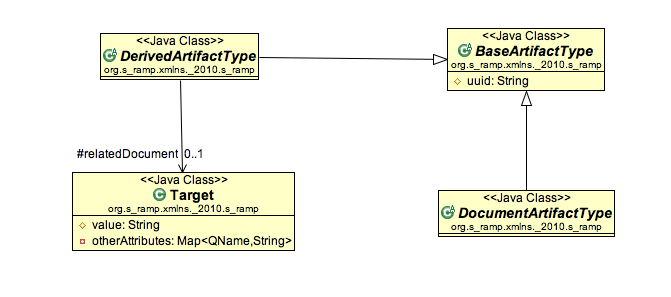 <<Java Class>>
DerivedArtifactType
org.s_ramp.xmlns._2010.s_ramp
<<Java Class>>
BaseArtifactType
org.s_ramp.xmlns._2010.s_ramp
uuid: String
#relatedDocument 0..1
<<Java Class>>
Target
org.s_ramp.xmlns._2010.s_ramp
value: String
otherAttributes: Map<QName,String>
<<Java Class>>
DocumentArtifactType
org.s_ramp.xmlns._2010.s_ramp